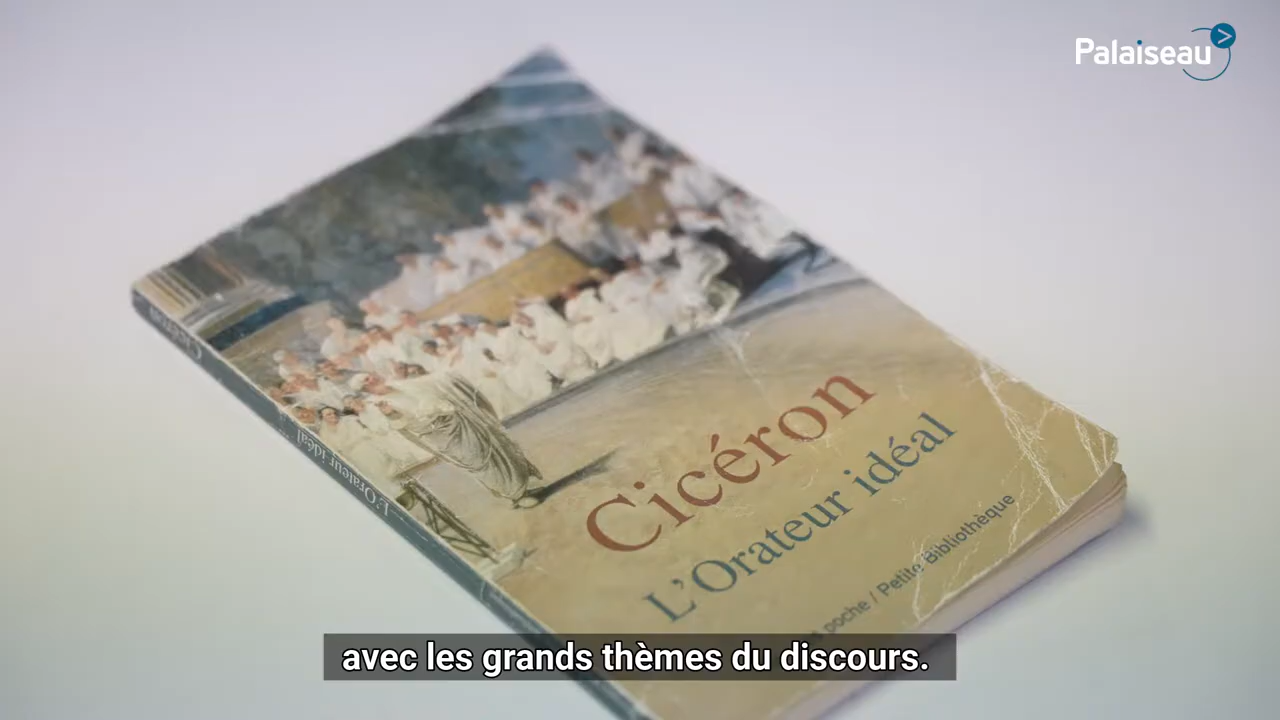 Palaiseau
Cicéron
L'Orateur idéal
Cicéron
L'Orateur idéal
poche / Petite Bibliothèque
avec les grands thèmes du discours.